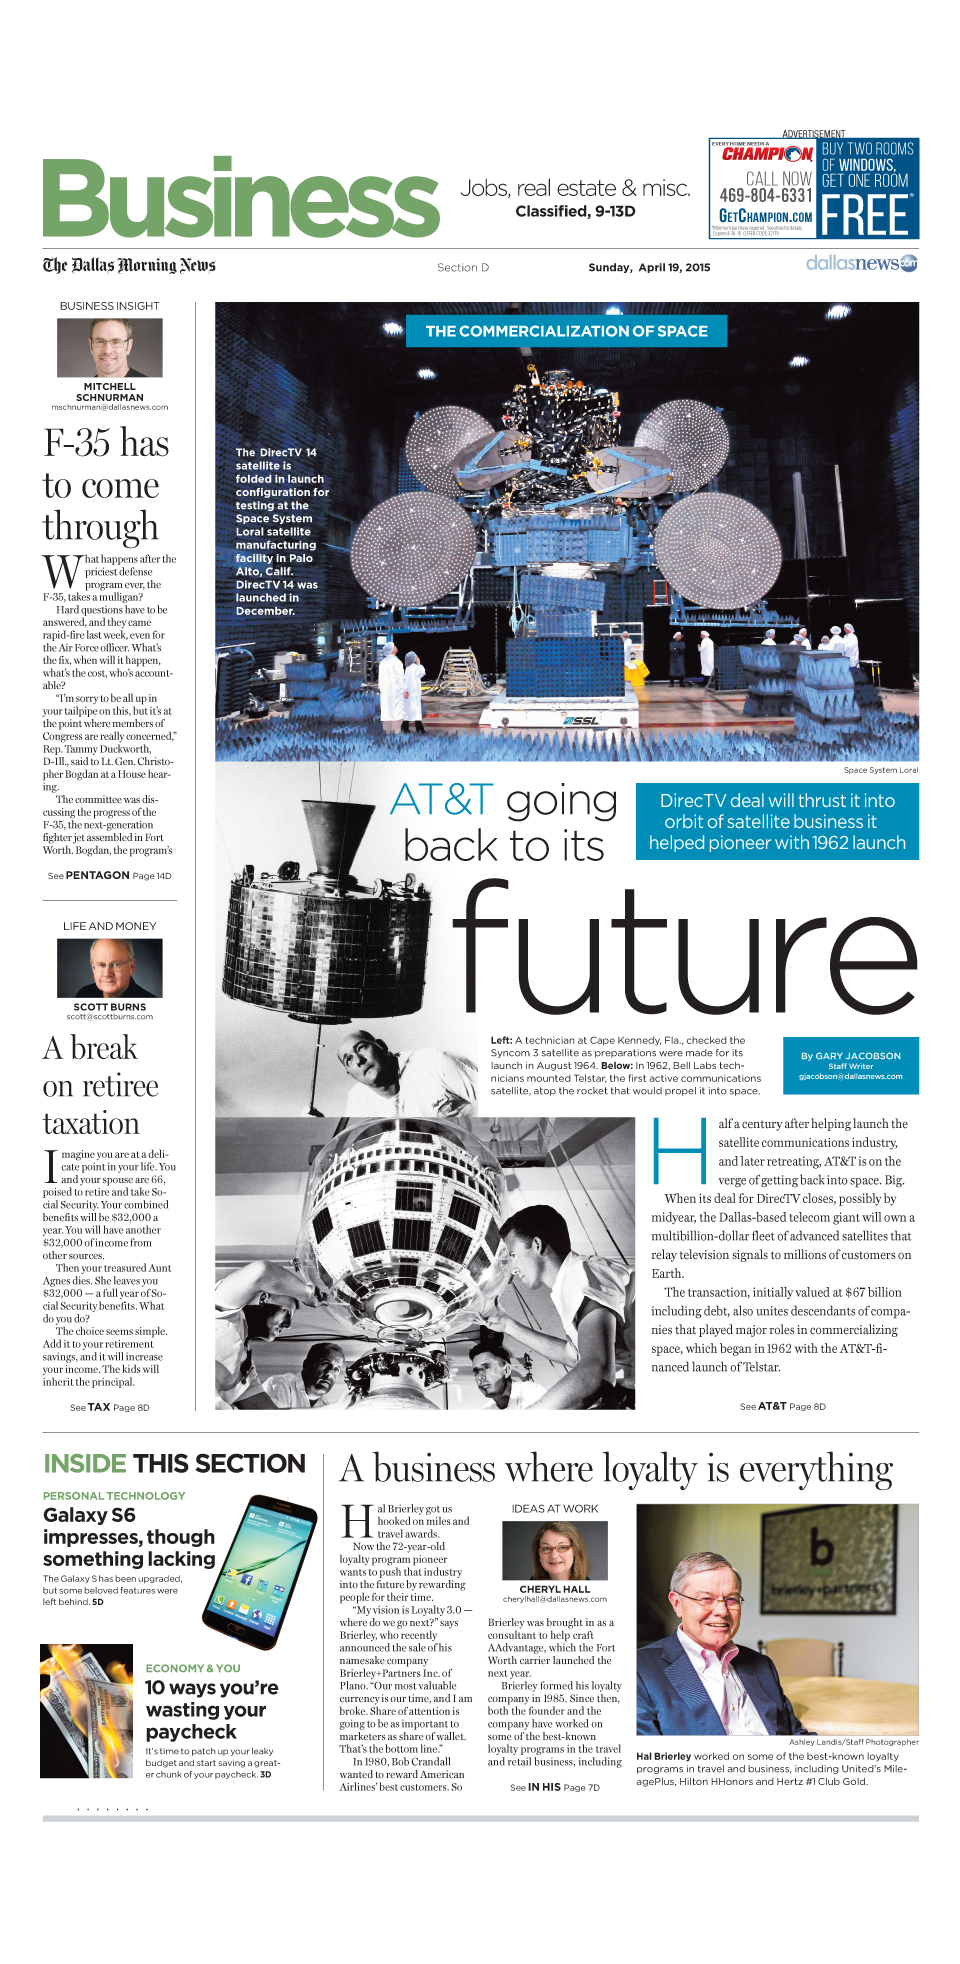 ADVERTISEMENT
Business
Jobs, real estate & misc.
Classified, 9-13D
EVERY HOME NEEDS A
CHAMPION
CALL NOW
469-804-6331
GETCHAMPION.COM
BUY TWO ROOMS
OF WINDOWS,
GET ONE ROOM
FREE*
The Dallas Morning News
Section D
Sunday, April 19, 2015
dallasnews.com
BUSINESS INSIGHT
MITCHELL
SCHNURMAN
mschnurman@dallasnews.com
F-35 has
to come
through
What happens after the
priciest defense
program ever, the
F-35, takes a mulligan?
Hard questions have to be
answered, and they came
rapid-fire last week, even for
the Air Force officer. What's
the fix, when will it happen,
what's the cost, who's account-
able?
“I'm sorry to be all up in
your tailpipe on this, but it's at
the point where members of
Congress are really concerned,”
Rep. Tammy Duckworth,
D-Ill., said to Lt. Gen. Christo-
pher Bogdan at a House hear-
ing.
The committee was dis-
cussing the progress of the
F-35, the next-generation
fighter jet assembled in Fort
Worth. Bogdan, the program's
See PENTAGON Page 14D
LIFE AND MONEY
SCOTT BURNS
scott@scottburns.com
A break
on retiree
taxation
Imagine you are at a deli-
cate point in your life. You
and your spouse are 66,
poised to retire and take So-
cial Security. Your combined
benefits will be $32,000 a
year. You will have another
$32,000 of income from
other sources.
Then your treasured Aunt
Agnes dies. She leaves you
$32,000 — a full year of So-
cial Security benefits. What
do you do?
The choice seems simple.
Add it to your retirement
savings, and it will increase
your income. The kids will
inherit the principal.
See TAX Page 8D
THE COMMERCIALIZATION OF SPACE
The DirecTV 14
satellite is
folded in launch
configuration for
testing at the
Space System
Loral satellite
manufacturing
facility in Palo
Alto, Calif.
DirecTV 14 was
launched in
December.
SSL
Space System Loral
AT&T going
back to its
future
DirecTV deal will thrust it into
orbit of satellite business it
helped pioneer with 1962 launch
Left: A technician at Cape Kennedy, Fla., checked the
Syncom 3 satellite as preparations were made for its
launch in August 1964. Below: In 1962, Bell Labs tech-
nicians mounted Telstar, the first active communications
satellite, atop the rocket that would propel it into space.
By GARY JACOBSON
Staff Writer
gjacobson@dallasnews.com
Half a century after helping launch the
satellite communications industry,
and later retreating, AT&T is on the
verge of getting back into space. Big.
When its deal for DirecTV closes, possibly by
midyear, the Dallas-based telecom giant will own a
multibillion-dollar fleet of advanced satellites that
relay television signals to millions of customers on
Earth.
The transaction, initially valued at $67 billion
including debt, also unites descendants of compa-
nies that played major roles in commercializing
space, which began in 1962 with the AT&T-fi-
nanced launch of Telstar.
See AT&T Page 8D
INSIDE THIS SECTION
PERSONAL TECHNOLOGY
Galaxy S6
impresses, though
something lacking
The Galaxy S has been upgraded,
but some beloved features were
left behind. 5D
ECONOMY & YOU
10 ways you're
wasting your
paycheck
It's time to patch up your leaky
budget and start saving a great-
er chunk of your paycheck. 3D
A business where loyalty is everything
Hal Brierley got us
hooked on miles and
travel awards.
Now the 72-year-old
loyalty program pioneer
wants to push that industry
into the future by rewarding
people for their time.
“My vision is Loyalty 3.0 —
where do we go next?” says
Brierley, who recently
announced the sale of his
namesake company
Brierley+Partners Inc. of
Plano. “Our most valuable
currency is our time, and I am
broke. Share of attention is
going to be as important to
marketers as share of wallet.
That's the bottom line.”
In 1980, Bob Crandall
wanted to reward American
Airlines' best customers. So
IDEAS AT WORK
CHERYL HALL
cherylhall@dallasnews.com
Brierley was brought in as a
consultant to help craft
AAdvantage, which the Fort
Worth carrier launched the
next year.
Brierley formed his loyalty
company in 1985. Since then,
both the founder and the
company have worked on
some of the best-known
loyalty programs in the travel
and retail business, including
See IN HIS Page 7D
b
brierley+partners
Ashley Landis/Staff Photographer
Hal Brierley worked on some of the best-known loyalty
programs in travel and business, including United's Mile-
agePlus, Hilton HHonors and Hertz #1 Club Gold.